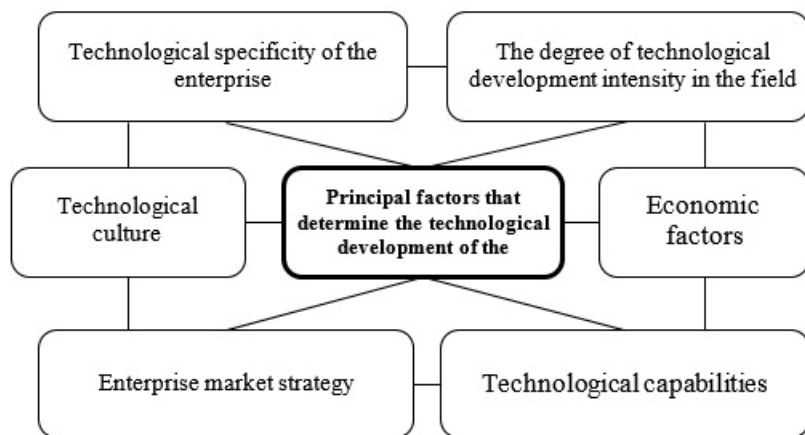 Technological specificity of the
enterprise
The degree of technological
development intensity in the field
Technological
culture
Principal factors that
determine the technological
development of the
Economic
factors
Enterprise market strategy
Technological capabilities